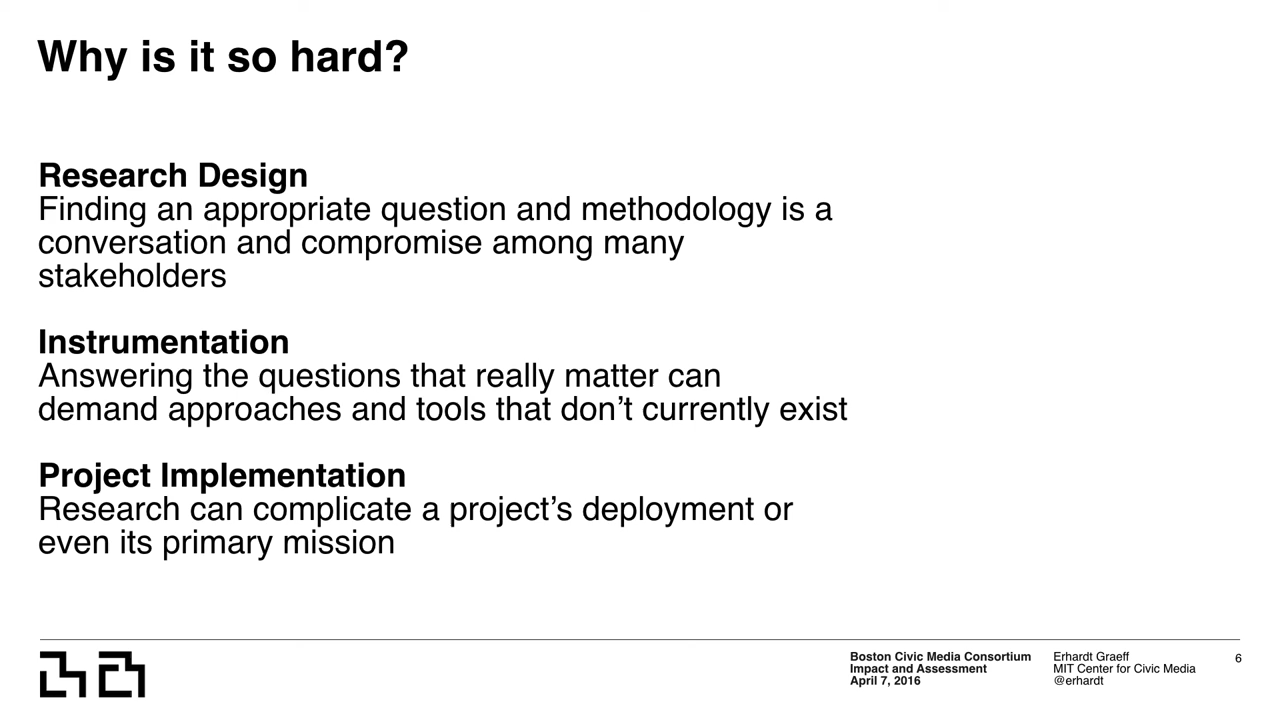 Why is it so hard?
Research Design
Finding an appropriate question and methodology is a
conversation and compromise among many
stakeholders
Instrumentation
Answering the questions that really matter can
demand approaches and tools that don’t currently exist
Project Implementation
Research can complicate a project’s deployment or
even its primary mission
Boston Civic Media Consortium
Impact and Assessment
April 7, 2016
Erhardt Graeff
MIT Center for Civic Media
@erhardt
6